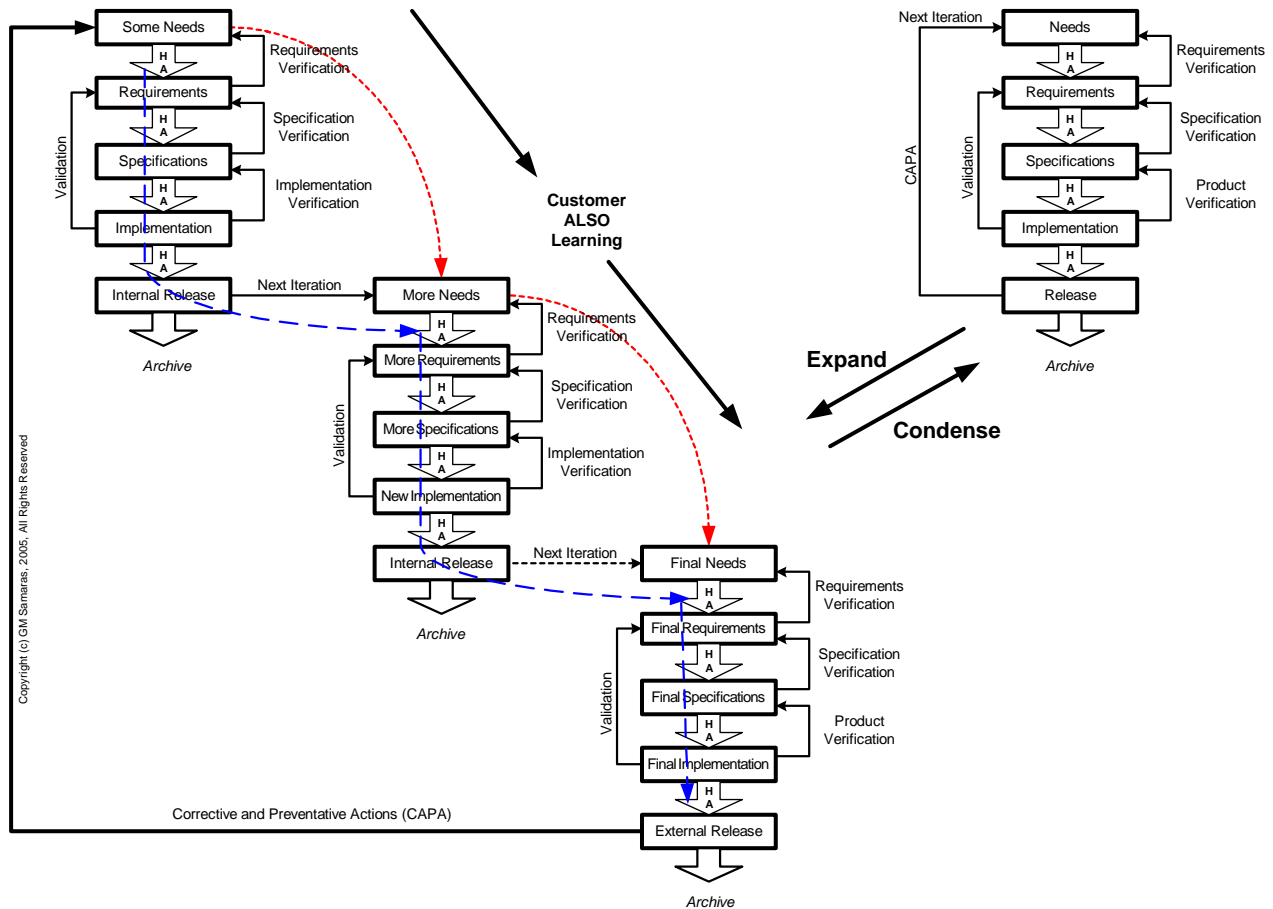 Some Needs
H
A
Requirements
Verification
Requirements
H
A
Specification
Verification
Specifications
Validation
H
A
Implementation
Verification
Implementation
H
A
Internal Release
Next Iteration
Archive
Customer
ALSO
Learning
More Needs
H
A
Requirements
Verification
More Requirements
H
A
Specification
Verification
More Specifications
Validation
H
A
Implementation
Verification
New Implementation
H
A
Internal Release
Next Iteration
Archive
Final Needs
H
A
Requirements
Verification
Final Requirements
H
A
Specification
Verification
Final Specifications
Validation
H
A
Product
Verification
Final Implementation
H
A
External Release
Archive
Corrective and Preventative Actions (CAPA)
Copyright (c) GM Samaras, 2005, All Rights Reserved
Next Iteration
Needs
H
A
Requirements
Verification
Requirements
H
A
Specification
Verification
CAPA
Validation
Specifications
H
A
Product
Verification
Implementation
H
A
Release
Archive
Expand
Condense